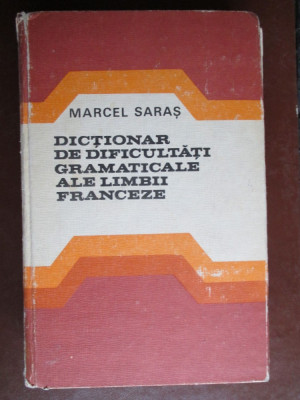 MARCEL SARAȘ
DICȚIONAR
DE DIFICULTĂȚI
GRAMATICALE
ALE LIMBII
FRANCEZE